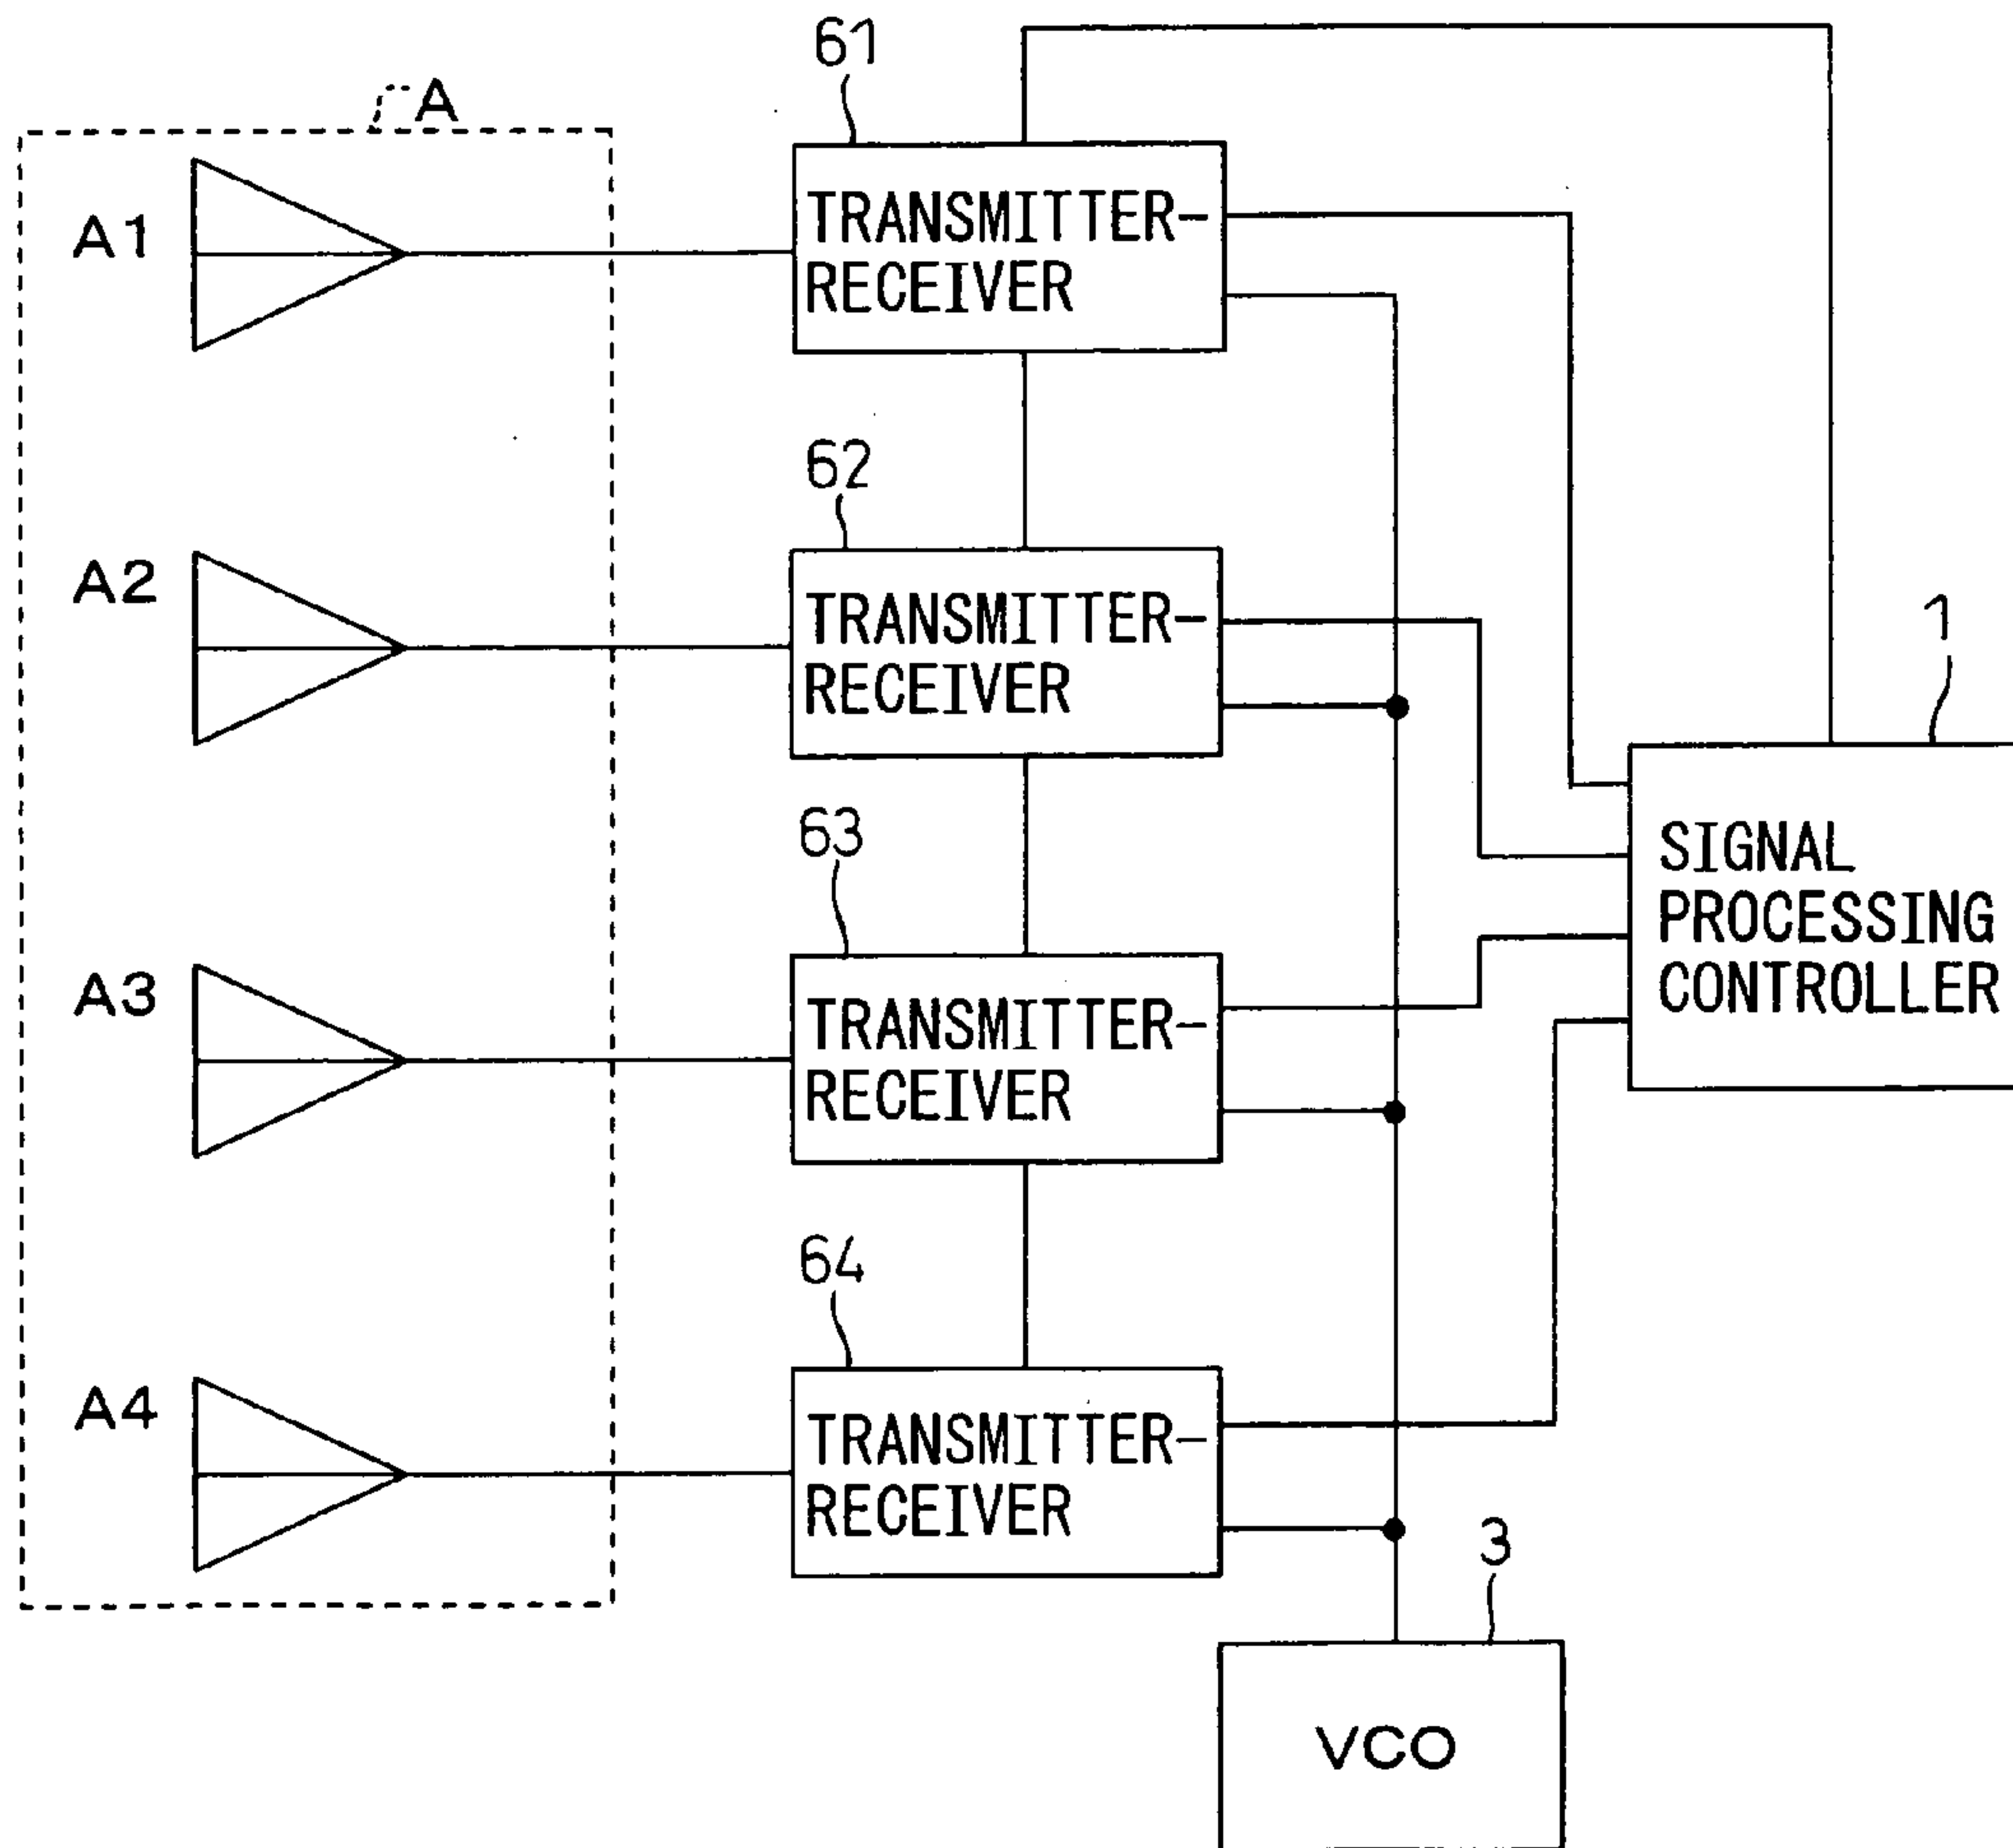 61
A
A1
TRANSMITTER-
RECEIVER
62
A2
TRANSMITTER-
RECEIVER
1
63
SIGNAL
PROCESSING
CONTROLLER
A3
TRANSMITTER-
RECEIVER
64
A4
TRANSMITTER-
RECEIVER
3
VCO